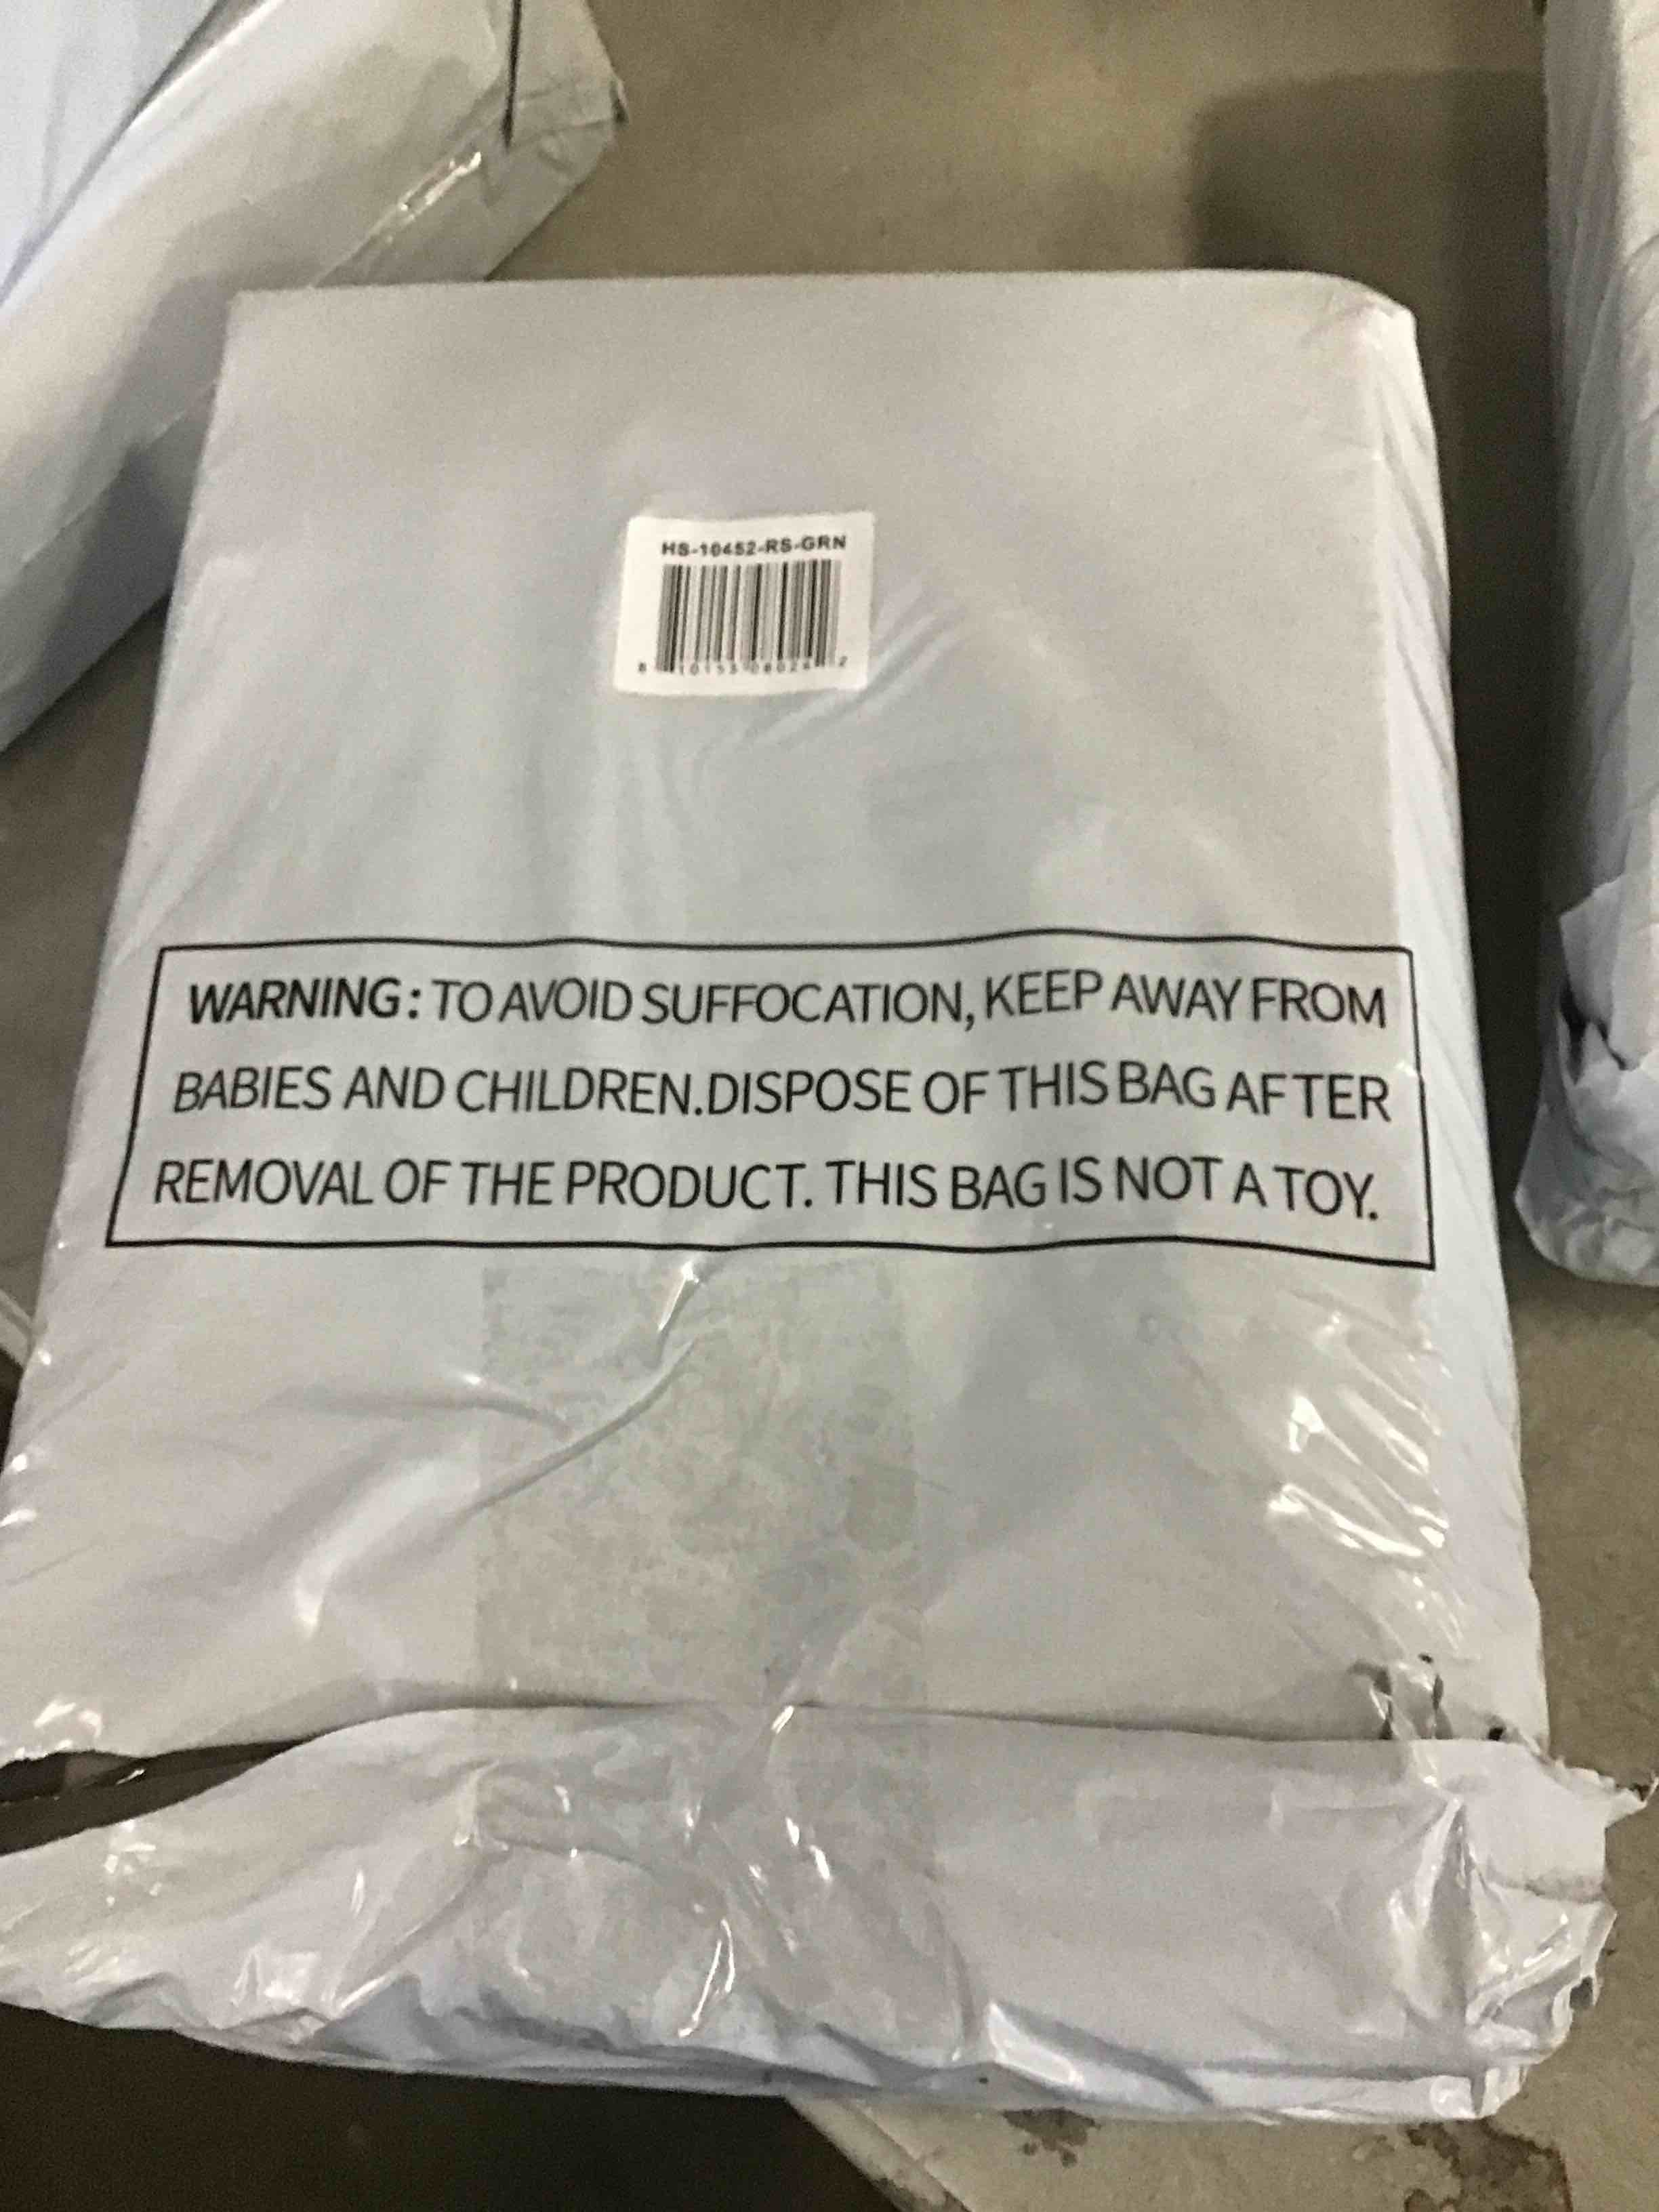 HS-10452-RS-GRN
WARNING: TO AVOID SUFFOCATION, KEEP AWAY FROM
BABIES AND CHILDREN.DISPOSE OF THIS BAG AFTER
REMOVAL OF THE PRODUCT. THIS BAG IS NOT A TOY.